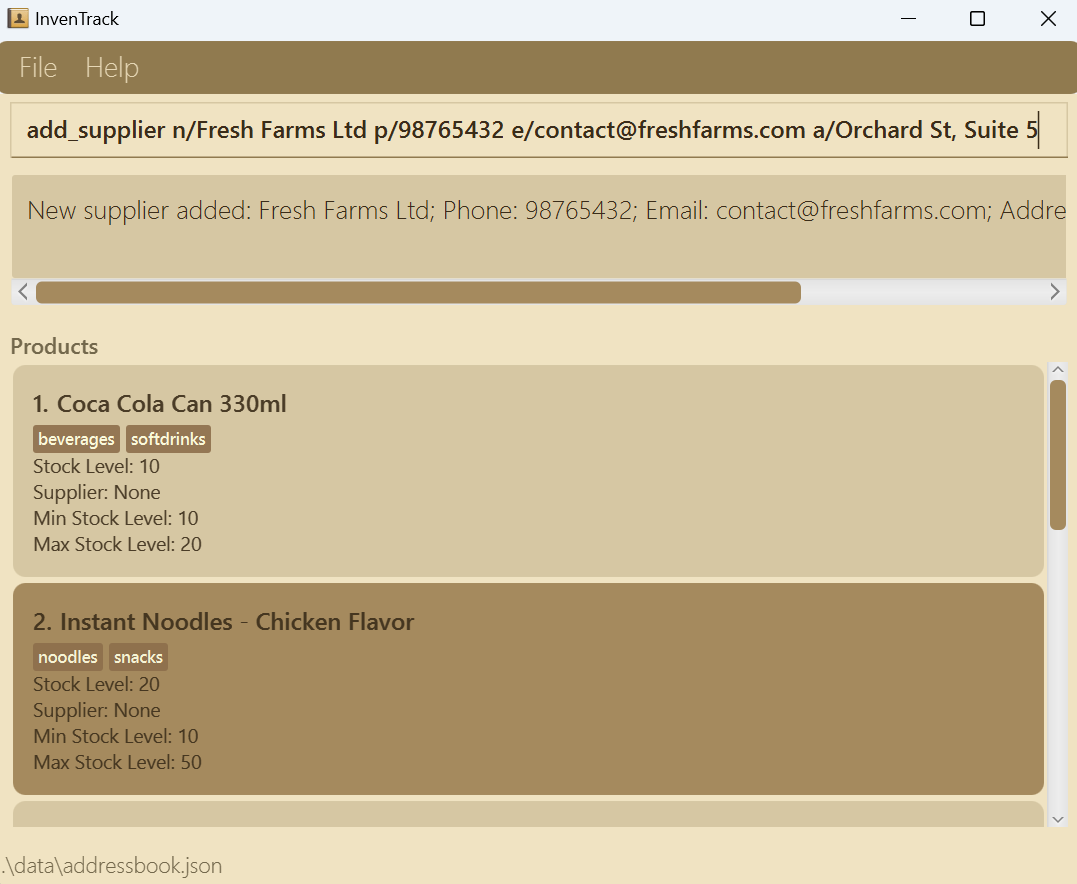 InvenTrack
File Help
add_supplier n/Fresh Farms Ltd p/98765432 e/contact@freshfarms.com a/Orchard St, Suite 5
New supplier added: Fresh Farms Ltd; Phone: 98765432; Email: contact@freshfarms.com; Addre
Products
1. Coca Cola Can 330ml
beverages softdrinks
Stock Level: 10
Supplier: None
Min Stock Level: 10
Max Stock Level: 20
2. Instant Noodles - Chicken Flavor
noodles snacks
Stock Level: 20
Supplier: None
Min Stock Level: 10
Max Stock Level: 50
.\data\addressbook.json